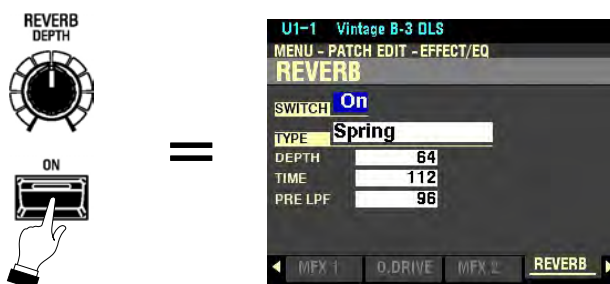 REVERB
DEPTH
ON
=
U1-1 Vintage B-3 OLS
MENU - PATCH EDIT - EFFECT/EQ
REVERB
SWITCH On
TYPE Spring
DEPTH 64
TIME 112
PRE LPF 96
MFX 1 O.DRIVE MFX 2 REVERB